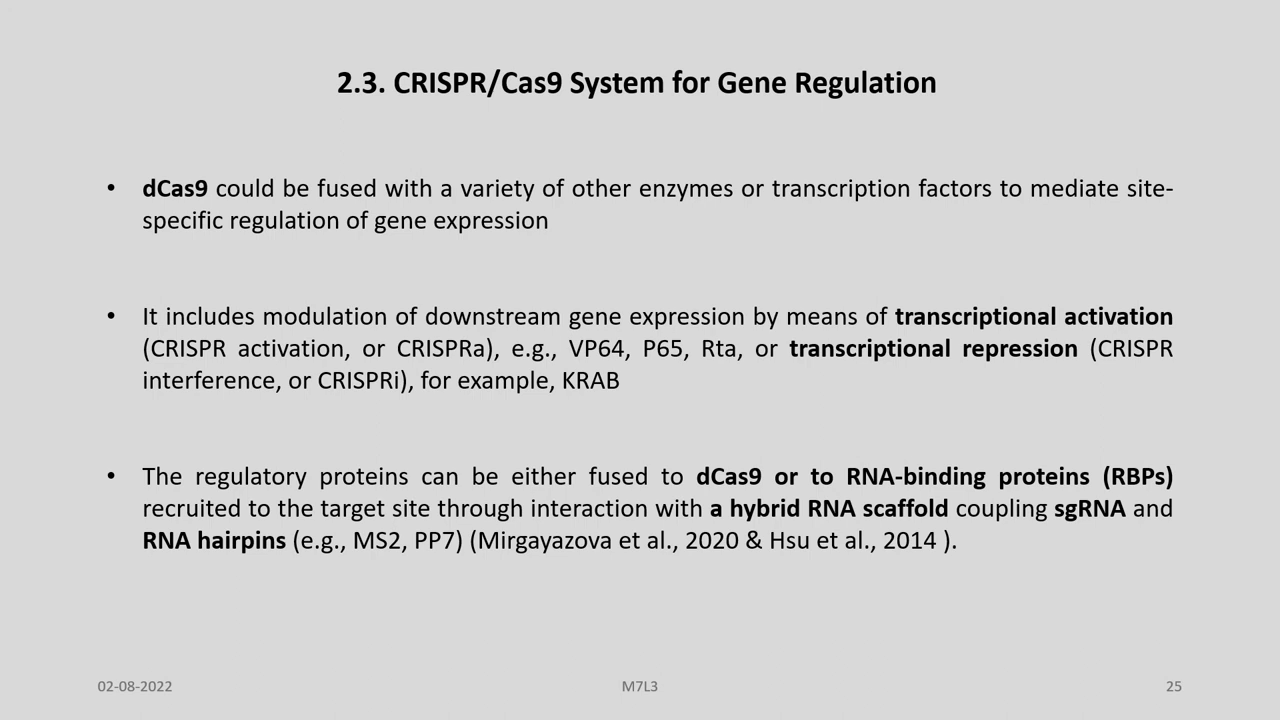 2.3. CRISPR/Cas9 System for Gene Regulation
• dCas9 could be fused with a variety of other enzymes or transcription factors to mediate site-
specific regulation of gene expression
• It includes modulation of downstream gene expression by means of transcriptional activation
(CRISPR activation, or CRISPRa), e.g., VP64, P65, Rta, or transcriptional repression (CRISPR
interference, or CRISPRi), for example, KRAB
• The regulatory proteins can be either fused to dCas9 or to RNA-binding proteins (RBPs)
recruited to the target site through interaction with a hybrid RNA scaffold coupling sgRNA and
RNA hairpins (e.g., MS2, PP7) (Mirgayazova et al., 2020 & Hsu et al., 2014 ).
02-08-2022 M7L3 25